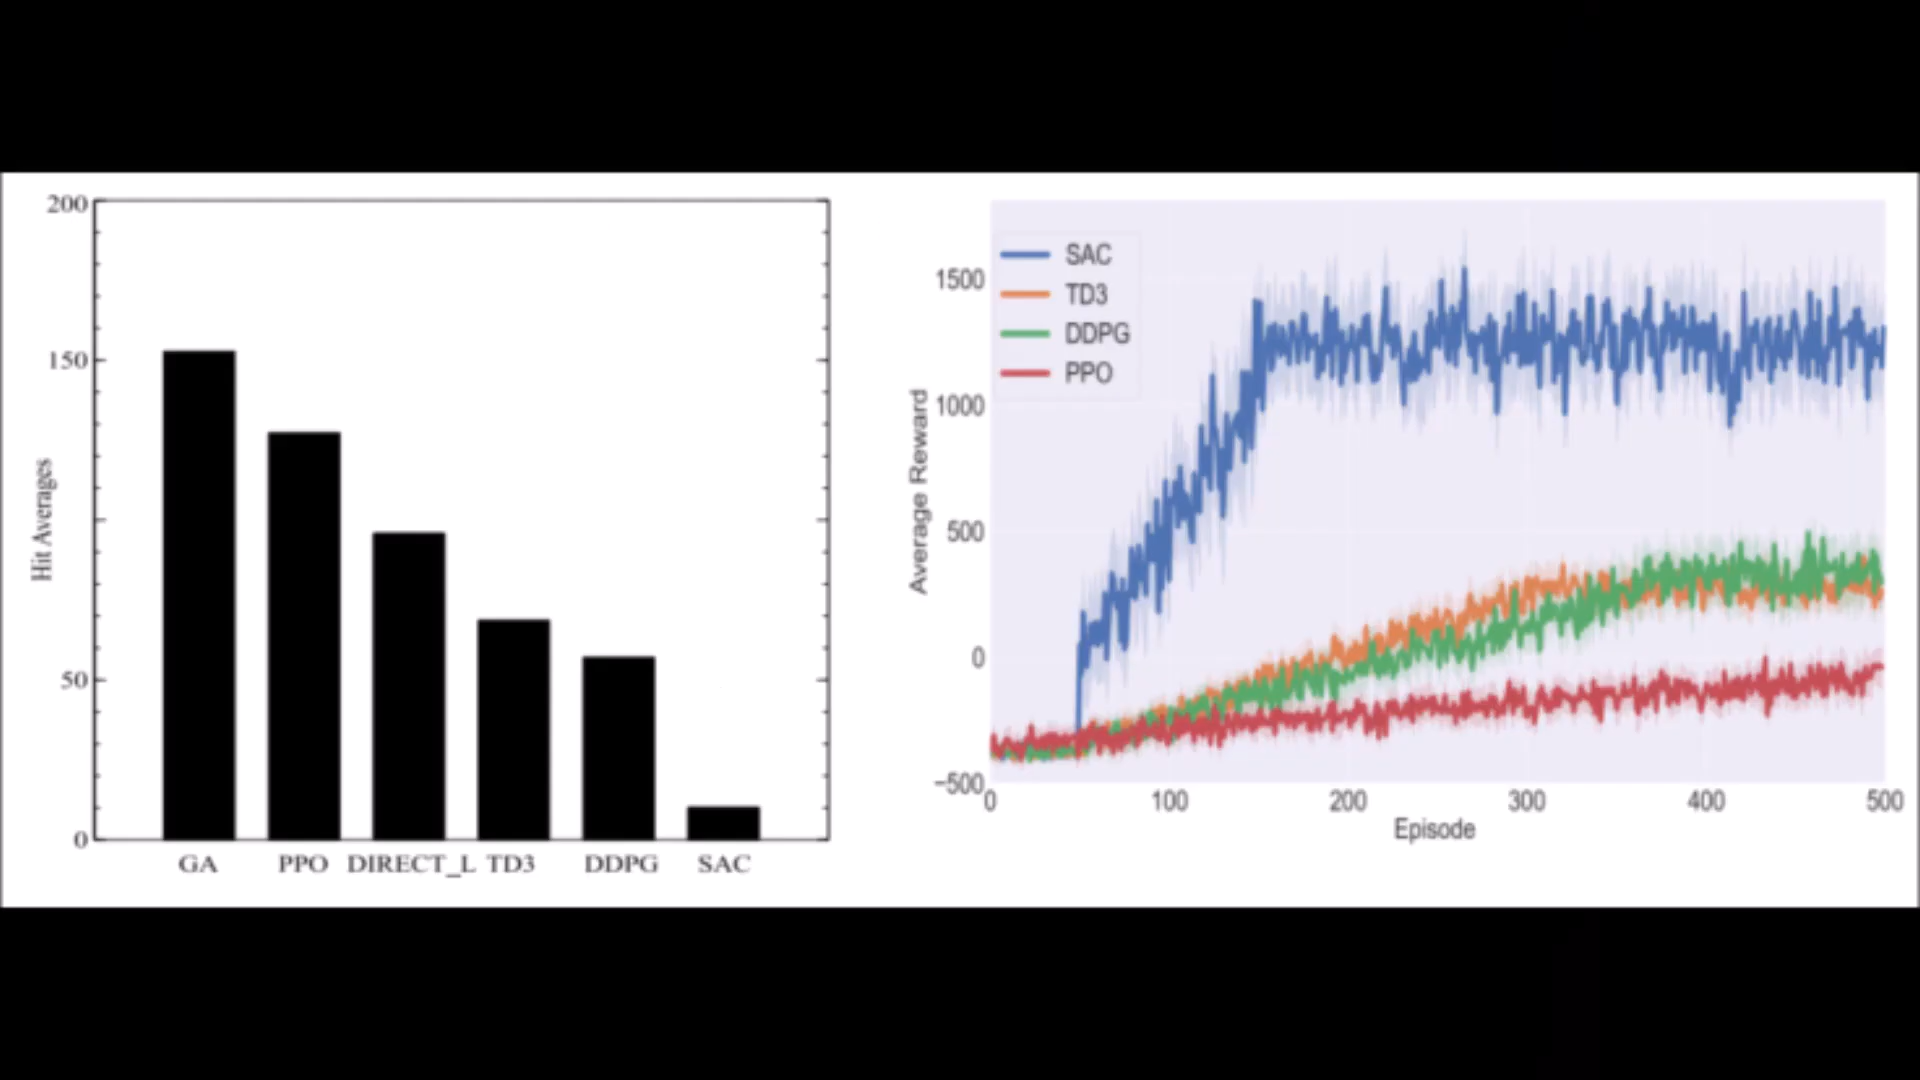 200
150
50
0
Hit Averages
GA PPO DIRECT_L TD3 DDPG SAC
SAC
TD3
DDPG
PPO
1500
1000
500
0
−500
Average Reward
0 100 200 300 400 500
Episode